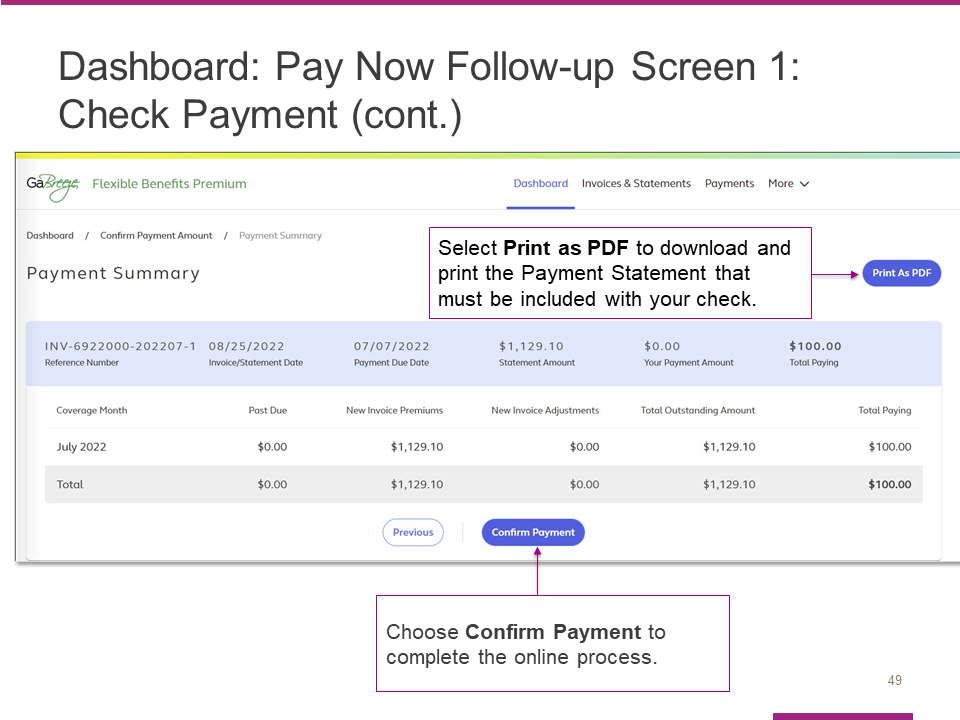 Dashboard: Pay Now Follow-up Screen 1:
Check Payment (cont.)
GaBreeze Flexible Benefits Premium
Dashboard Invoices & Statements Payments More
Dashboard / Confirm Payment Amount / Payment Summary
Payment Summary
Select Print as PDF to download and
print the Payment Statement that
must be included with your check.
Print As PDF
INV-6922000-202207-1 08/25/2022 07/07/2022 $1,129.10 $0.00 $100.00
Reference Number Invoice/Statement Date Payment Due Date Statement Amount Your Payment Amount Total Paying
Coverage Month Past Due New Invoice Premiums New Invoice Adjustments Total Outstanding Amount Total Paying
July 2022 $0.00 $1,129.10 $0.00 $1,129.10 $100.00
Total $0.00 $1,129.10 $0.00 $1,129.10 $100.00
Previous Confirm Payment
Choose Confirm Payment to
complete the online process.
49